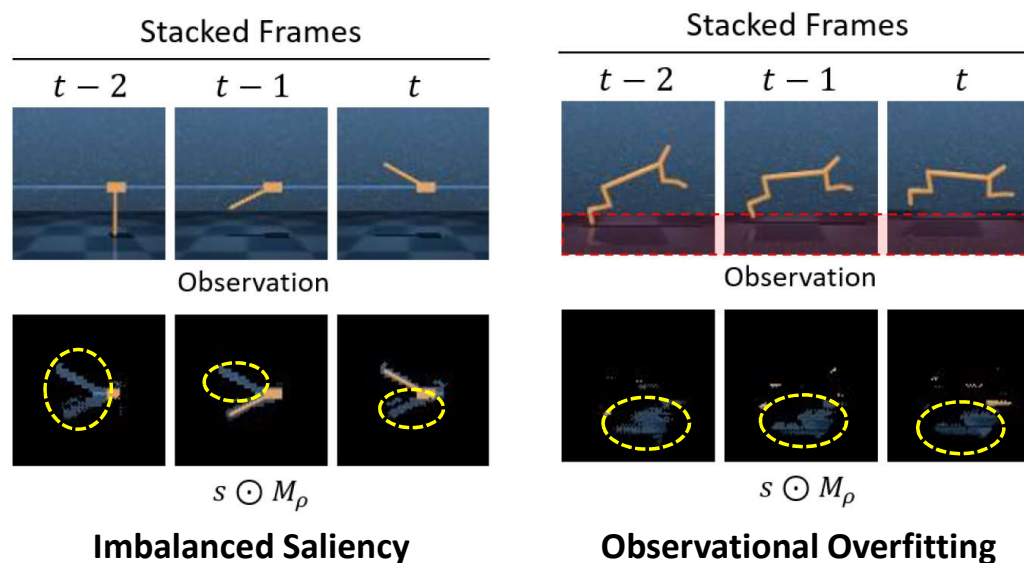 Stacked Frames
t − 2 t − 1 t
Observation
s ⊙ M_ρ
Imbalanced Saliency
Stacked Frames
t − 2 t − 1 t
Observation
s ⊙ M_ρ
Observational Overfitting